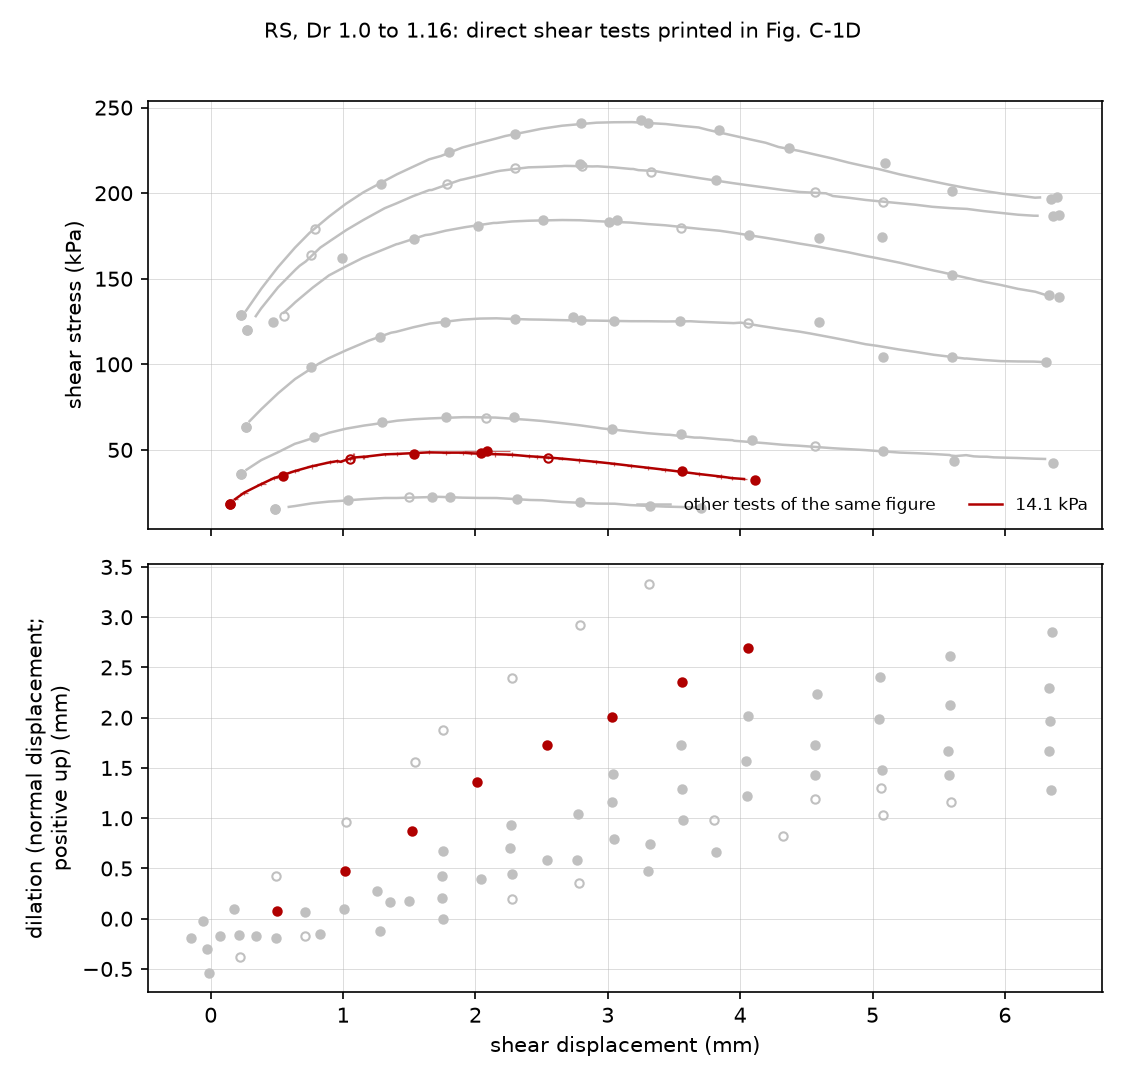 RS, Dr 1.0 to 1.16: direct shear tests printed in Fig. C-1D
250
200
150
100
50
shear stress (kPa)
other tests of the same figure
14.1 kPa
3.5
3.0
2.5
2.0
1.5
1.0
0.5
0.0
−0.5
dilation (normal displacement;
positive up) (mm)
0 1 2 3 4 5 6
shear displacement (mm)